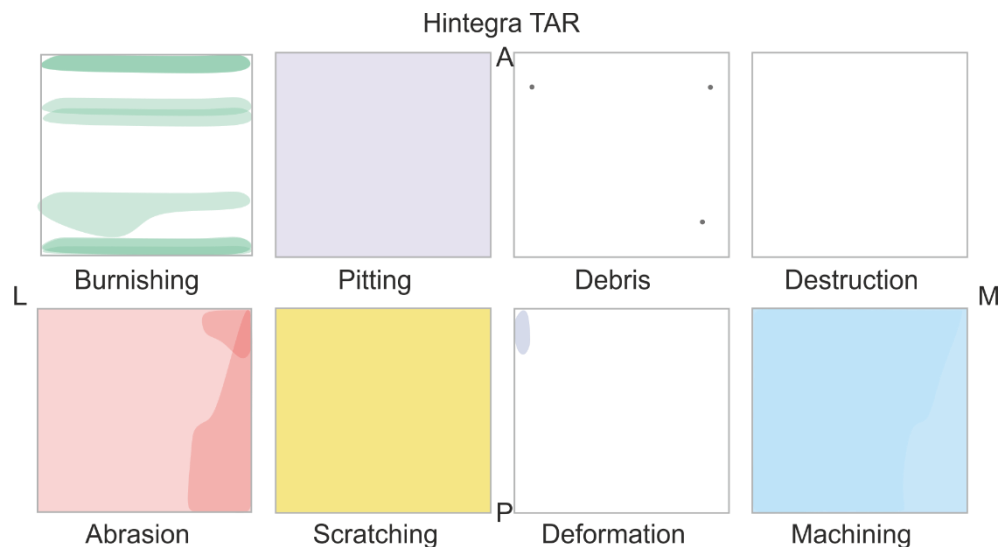 Hintegra TAR
A
Burnishing Pitting Debris Destruction
L M
P
Abrasion Scratching Deformation Machining